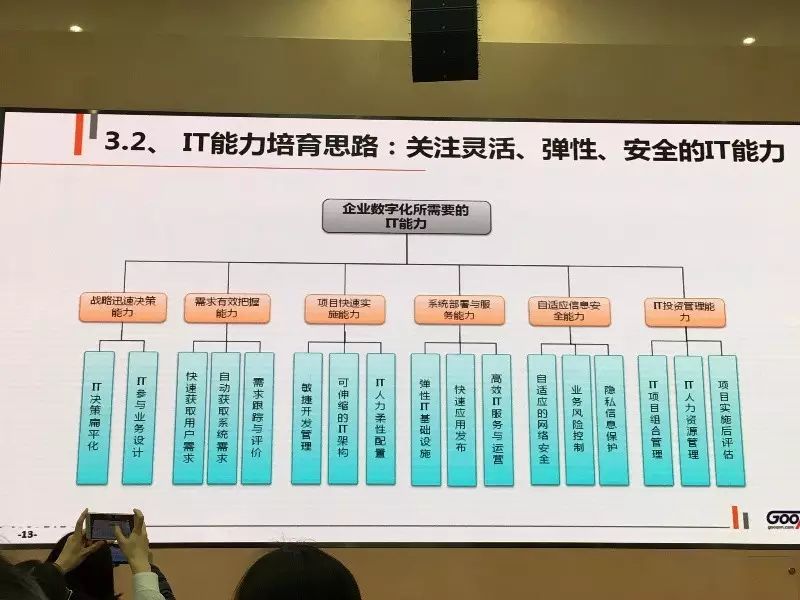 3.2、 IT能力培育思路：关注灵活、弹性、安全的IT能力
企业数字化所需要的
IT能力
战略迅速决策
能力
需求有效把握
能力
项目快速实
施能力
系统部署与服
务能力
自适应信息安
全能力
IT投资管理能
力
IT决策扁平化
IT参与业务设计
快速获取用户需求
自动获取系统需求
需求跟踪与评价
敏捷开发管理
可伸缩的IT架构
IT人力柔性配置
弹性IT基础设施
快速应用发布
高效IT服务与运营
自适应的网络安全
业务风险控制
隐私信息保护
IT项目组合管理
IT人力资源管理
项目实施后评估
-13-